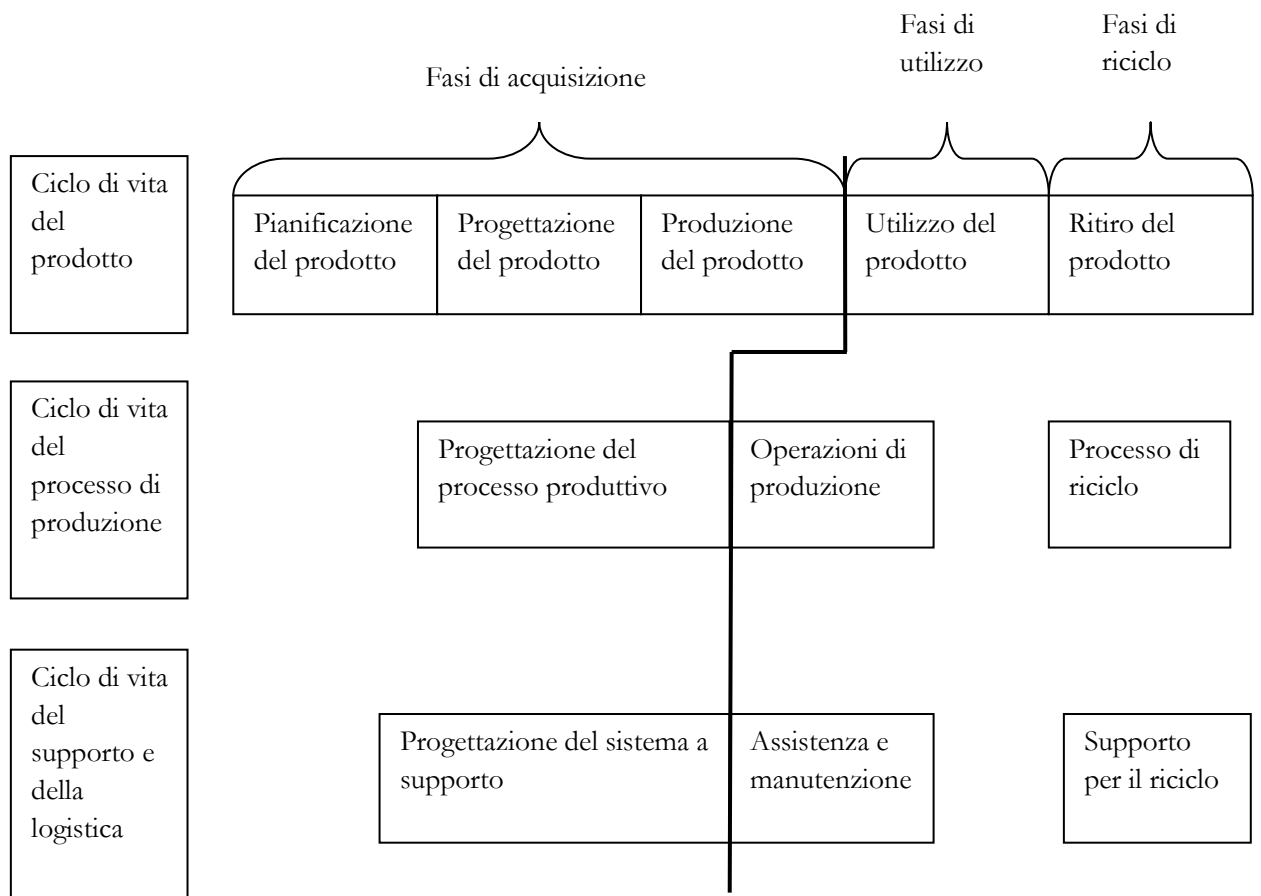 Fasi di acquisizione
Fasi di
utilizzo
Fasi di
riciclo
Ciclo di vita
del
prodotto
Pianificazione
del prodotto
Progettazione
del prodotto
Produzione
del prodotto
Utilizzo del
prodotto
Ritiro del
prodotto
Ciclo di vita
del
processo di
produzione
Progettazione del
processo produttivo
Operazioni di
produzione
Processo di
riciclo
Ciclo di vita
del
supporto e
della
logistica
Progettazione del sistema a
supporto
Assistenza e
manutenzione
Supporto
per il riciclo